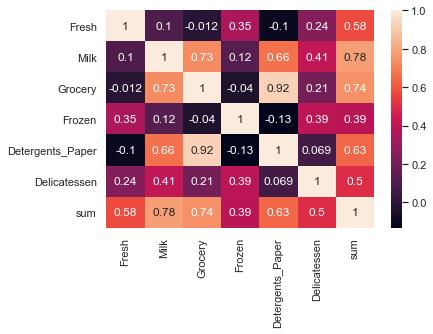 Fresh 1 0.1 -0.012 0.35 -0.1 0.24 0.58
Milk 0.1 1 0.73 0.12 0.66 0.41 0.78
Grocery -0.012 0.73 1 -0.04 0.92 0.21 0.74
Frozen 0.35 0.12 -0.04 1 -0.13 0.39 0.39
Detergents_Paper -0.1 0.66 0.92 -0.13 1 0.069 0.63
Delicatessen 0.24 0.41 0.21 0.39 0.069 1 0.5
sum 0.58 0.78 0.74 0.39 0.63 0.5 1
Fresh Milk Grocery Frozen Detergents_Paper Delicatessen sum
1.0
0.8
0.6
0.4
0.2
0.0